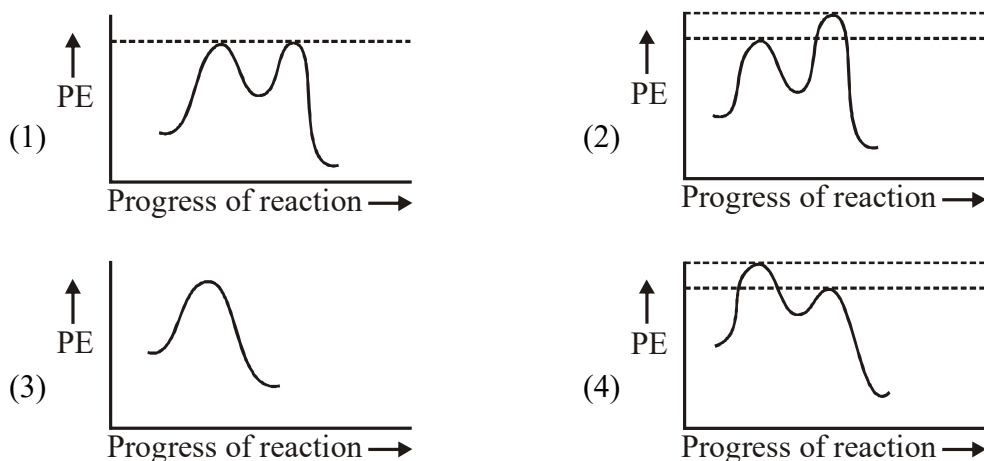 (1)
PE
Progress of reaction
(2)
PE
Progress of reaction
(3)
PE
Progress of reaction
(4)
PE
Progress of reaction